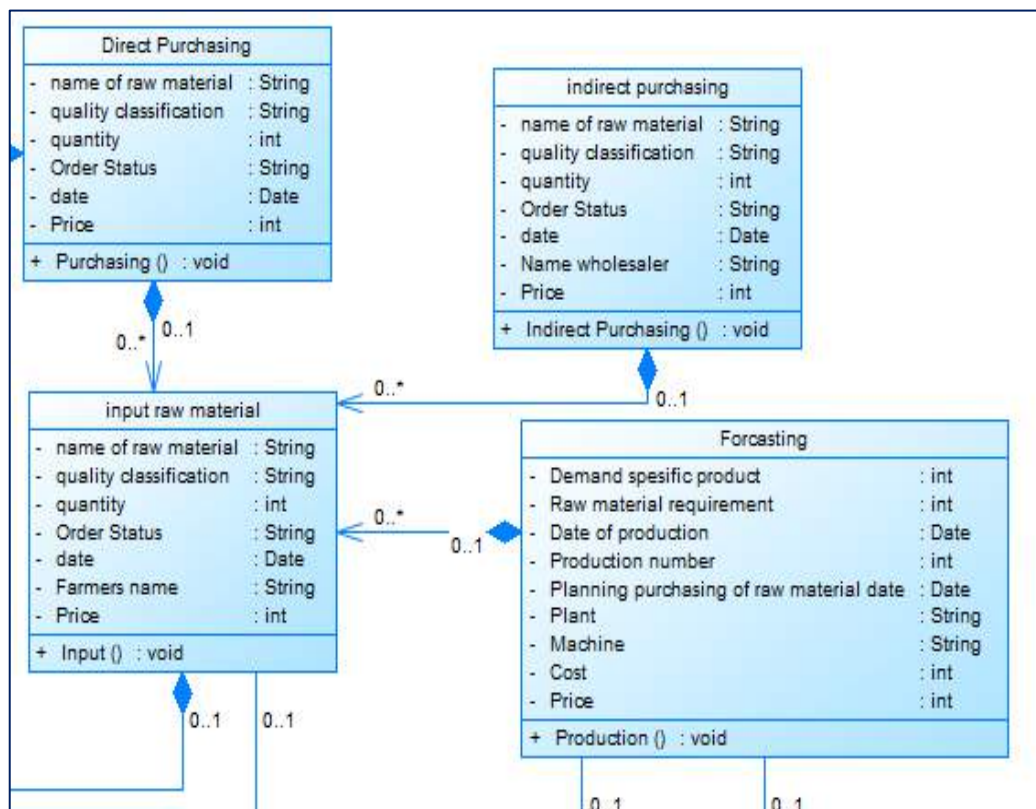 Direct Purchasing
- name of raw material : String
- quality classification : String
- quantity : int
- Order Status : String
- date : Date
- Price : int
+ Purchasing () : void
0..1
0..*
indirect purchasing
- name of raw material : String
- quality classification : String
- quantity : int
- Order Status : String
- date : Date
- Name wholesaler : String
- Price : int
+ Indirect Purchasing () : void
0..*
0..1
input raw material
- name of raw material : String
- quality classification : String
- quantity : int
- Order Status : String
- date : Date
- Farmers name : String
- Price : int
+ Input () : void
0..*
0..1
Forcasting
- Demand spesific product : int
- Raw material requirement : int
- Date of production : Date
- Production number : int
- Planning purchasing of raw material date : Date
- Plant : String
- Machine : String
- Cost : int
- Price : int
+ Production () : void
0..1
0..1
0..1
0..1